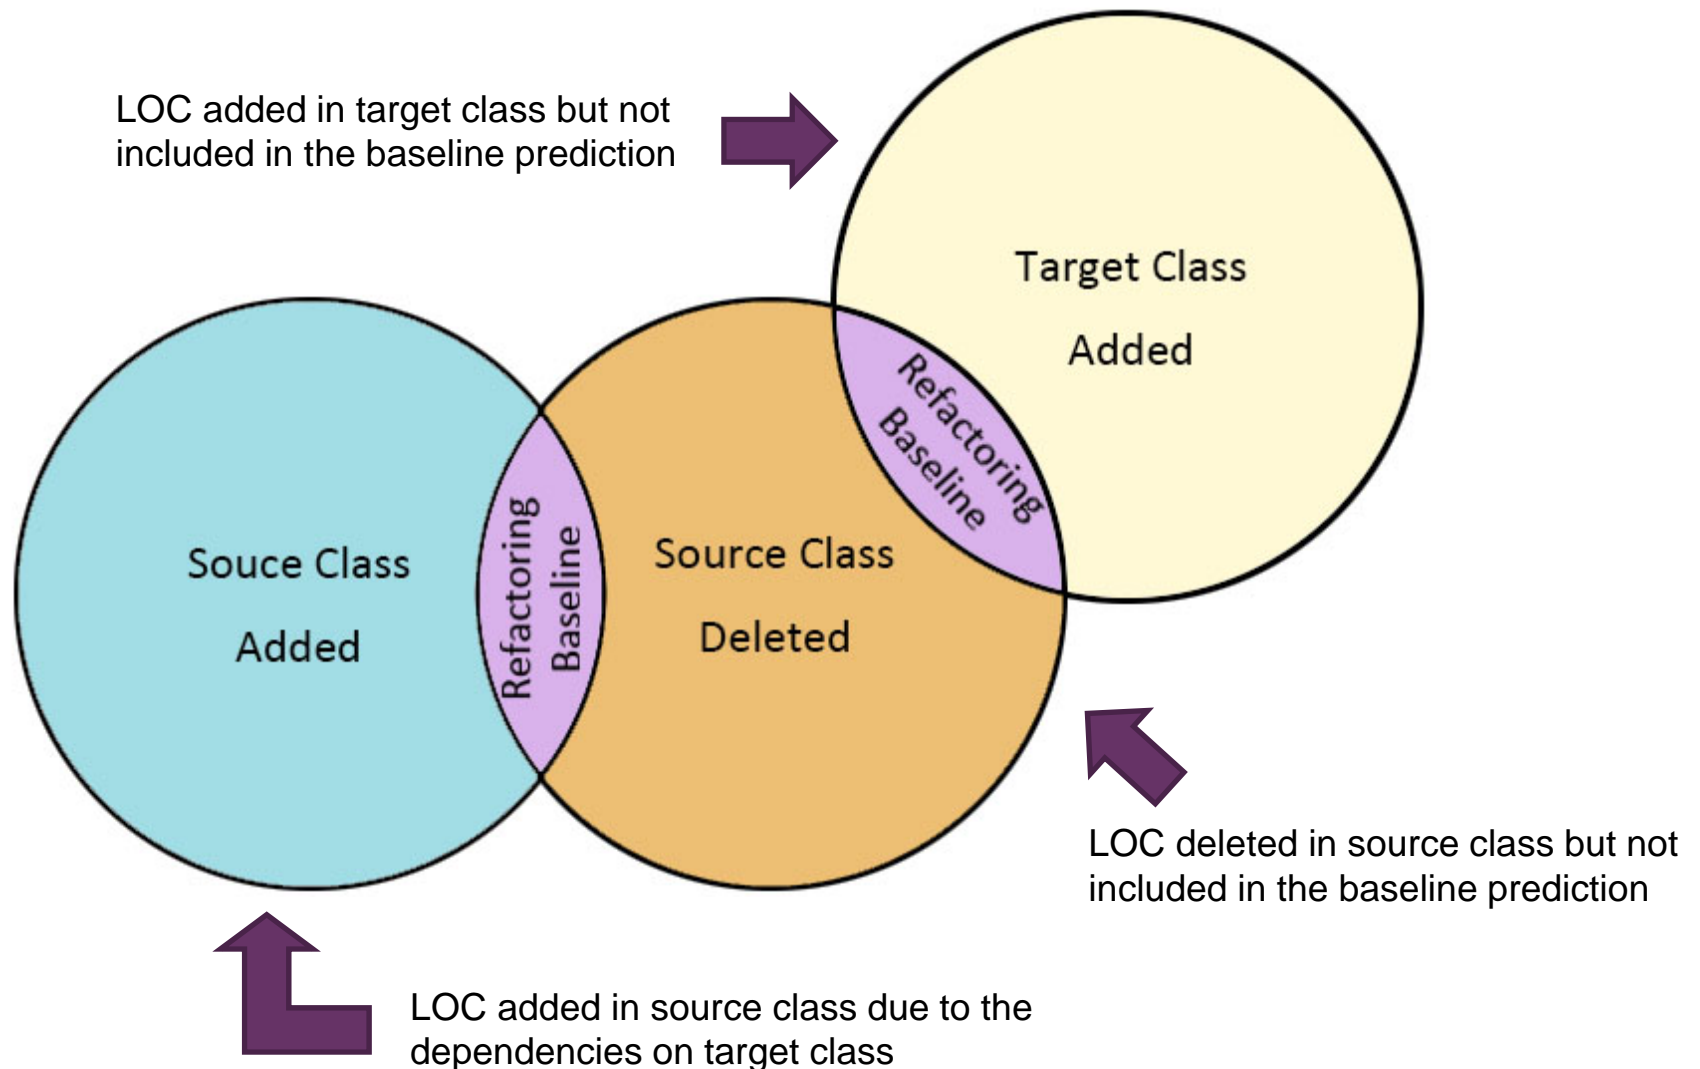 LOC added in target class but not
included in the baseline prediction
Target Class
Added
Refactoring
Baseline
Souce Class
Added
Refactoring
Baseline
Source Class
Deleted
LOC deleted in source class but not
included in the baseline prediction
LOC added in source class due to the
dependencies on target class